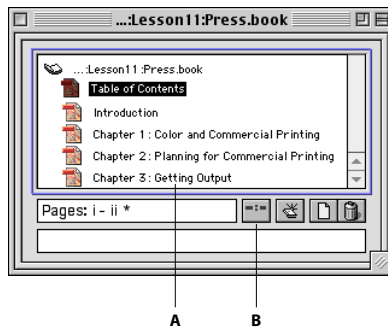 ...:Lesson11:Press.book
...:Lesson11:Press.book
Table of Contents
Introduction
Chapter 1: Color and Commercial Printing
Chapter 2: Planning for Commercial Printing
Chapter 3: Getting Output
Pages: i - ii *
A B